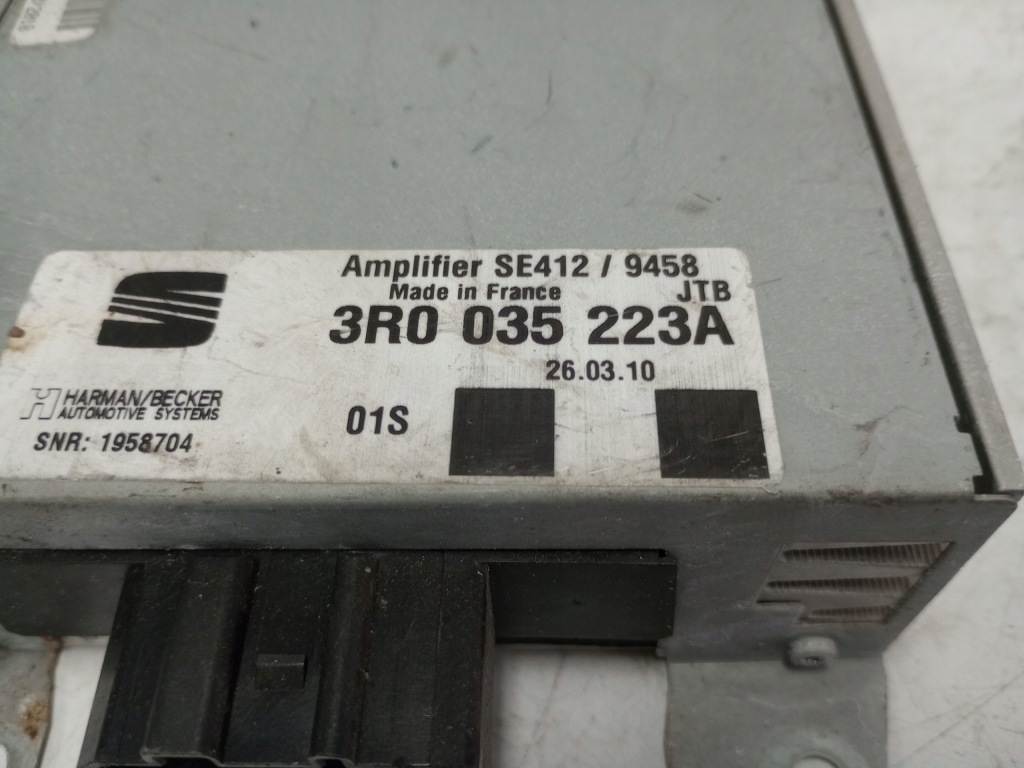 Amplifier SE412 / 9458
Made in France JTB
3R0 035 223A
26.03.10
HARMAN/BECKER
AUTOMOTIVE SYSTEMS
01S
SNR: 1958704